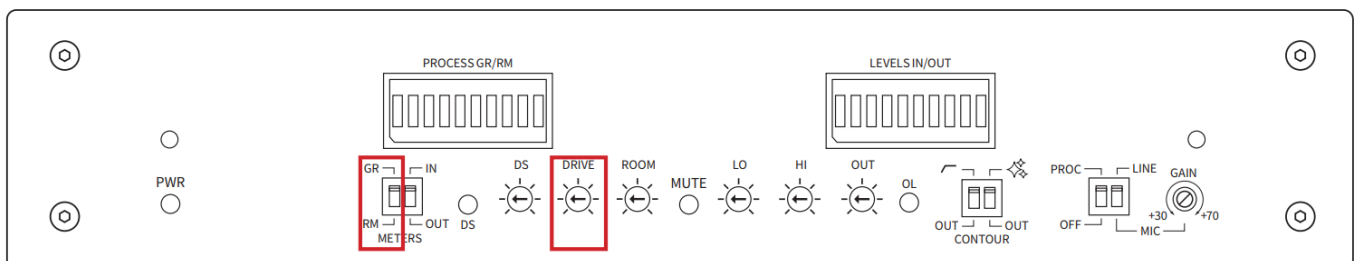 PROCESS GR/RM
LEVELS IN/OUT
PWR
GR
IN
RM
OUT
METERS
DS
DS
DRIVE
ROOM
MUTE
LO
HI
OUT
OL
OUT
OUT
CONTOUR
PROC
LINE
OFF
MIC
GAIN
+30
+70